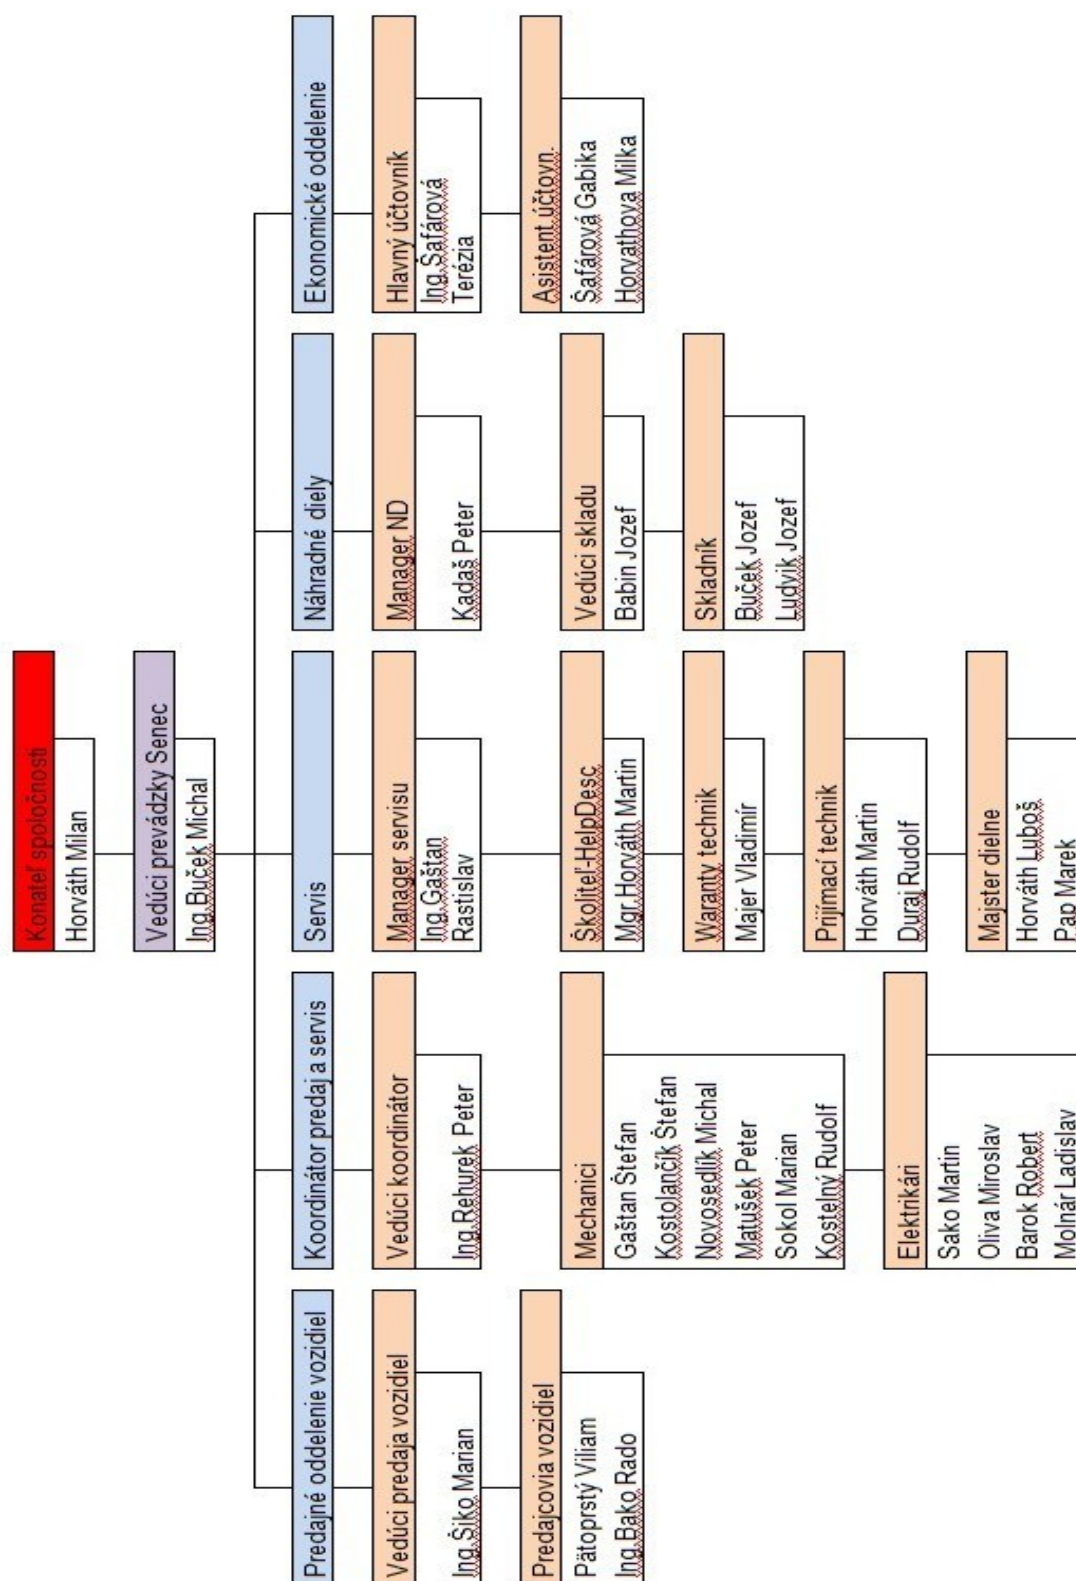 Konateľ spoločnosti
Horváth Milan
Vedúci prevádzky Senec
Ing.Buček Michal
Predajné oddelenie vozidiel
Vedúci predaja vozidiel
Ing.Šiko Marian
Predajcovia vozidiel
Pätoprstý Viliam
Ing.Bako Rado
Koordinátor predaj a servis
Vedúci koordinátor
Ing.Rehurek Peter
Mechanici
Gaštan Štefan
Kostolančík Štefan
Novosedlík Michal
Matušek Peter
Sokol Marian
Kostelný Rudolf
Elektrikári
Sako Martin
Oliva Miroslav
Barok Robert
Molnár Ladislav
Servis
Manager servisu
Ing.Gaštan
Rastislav
Školiteľ-HelpDesc
Mgr.Horváth Martin
Waranty technik
Majer Vladimír
Prijímací technik
Horváth Martin
Duraj Rudolf
Majster dielne
Horváth Luboš
Pap Marek
Náhradné diely
Manager ND
Kadaš Peter
Vedúci skladu
Babin Jozef
Skladník
Buček Jozef
Ludvik Jozef
Ekonomické oddelenie
Hlavný účtovník
Ing.Šafárová
Terézia
Asistent účtovn.
Šafárová Gabika
Horvathova Milka